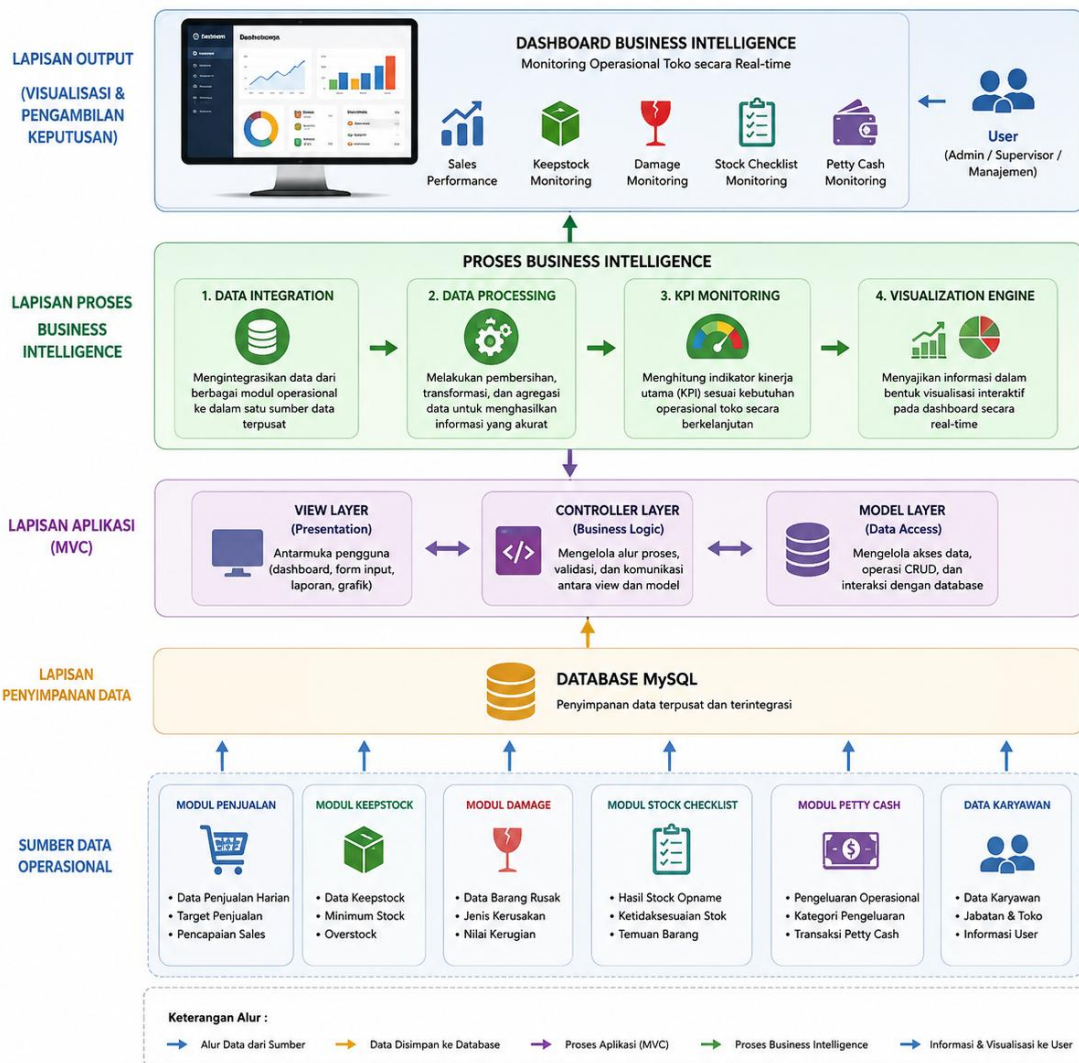 LAPISAN OUTPUT
(VISUALISASI &
PENGAMBILAN
KEPUTUSAN)
DASHBOARD BUSINESS INTELLIGENCE
Monitoring Operasional Toko secara Real-time
Sales
Performance
Keepstock
Monitoring
Damage
Monitoring
Stock Checklist
Monitoring
Petty Cash
Monitoring
User
(Admin / Supervisor /
Manajemen)
LAPISAN PROSES
BUSINESS
INTELLIGENCE
PROSES BUSINESS INTELLIGENCE
1. DATA INTEGRATION
Mengintegrasikan data dari
berbagai modul operasional
ke dalam satu sumber data
terpusat
2. DATA PROCESSING
Melakukan pembersihan,
transformasi, dan agregasi
data untuk menghasilkan
informasi yang akurat
3. KPI MONITORING
Menghitung indikator kinerja
utama (KPI) sesuai kebutuhan
operasional toko secara
berkelanjutan
4. VISUALIZATION ENGINE
Menyajikan informasi dalam
bentuk visualisasi interaktif
pada dashboard secara
real-time
LAPISAN APLIKASI
(MVC)
VIEW LAYER
(Presentation)
Antarmuka pengguna
(dashboard, form input,
laporan, grafik)
</>
CONTROLLER LAYER
(Business Logic)
Mengelola alur proses,
validasi, dan komunikasi
antara view dan model
MODEL LAYER
(Data Access)
Mengelola akses data,
operasi CRUD, dan
interaksi dengan database
LAPISAN
PENYIMPANAN DATA
DATABASE MySQL
Penyimpanan data terpusat dan terintegrasi
SUMBER DATA
OPERASIONAL
MODUL PENJUALAN
• Data Penjualan Harian
• Target Penjualan
• Pencapaian Sales
MODUL KEEPSTOCK
• Data Keepstock
• Minimum Stock
• Overstock
MODUL DAMAGE
• Data Barang Rusak
• Jenis Kerusakan
• Nilai Kerugian
MODUL STOCK CHECKLIST
• Hasil Stock Opname
• Ketidaksesuaian Stok
• Temuan Barang
MODUL PETTY CASH
$
• Pengeluaran Operasional
• Kategori Pengeluaran
• Transaksi Petty Cash
DATA KARYAWAN
• Data Karyawan
• Jabatan & Toko
• Informasi User
Keterangan Alur :
Alur Data dari Sumber
Data Disimpan ke Database
Proses Aplikasi (MVC)
Proses Business Intelligence
Informasi & Visualisasi ke User